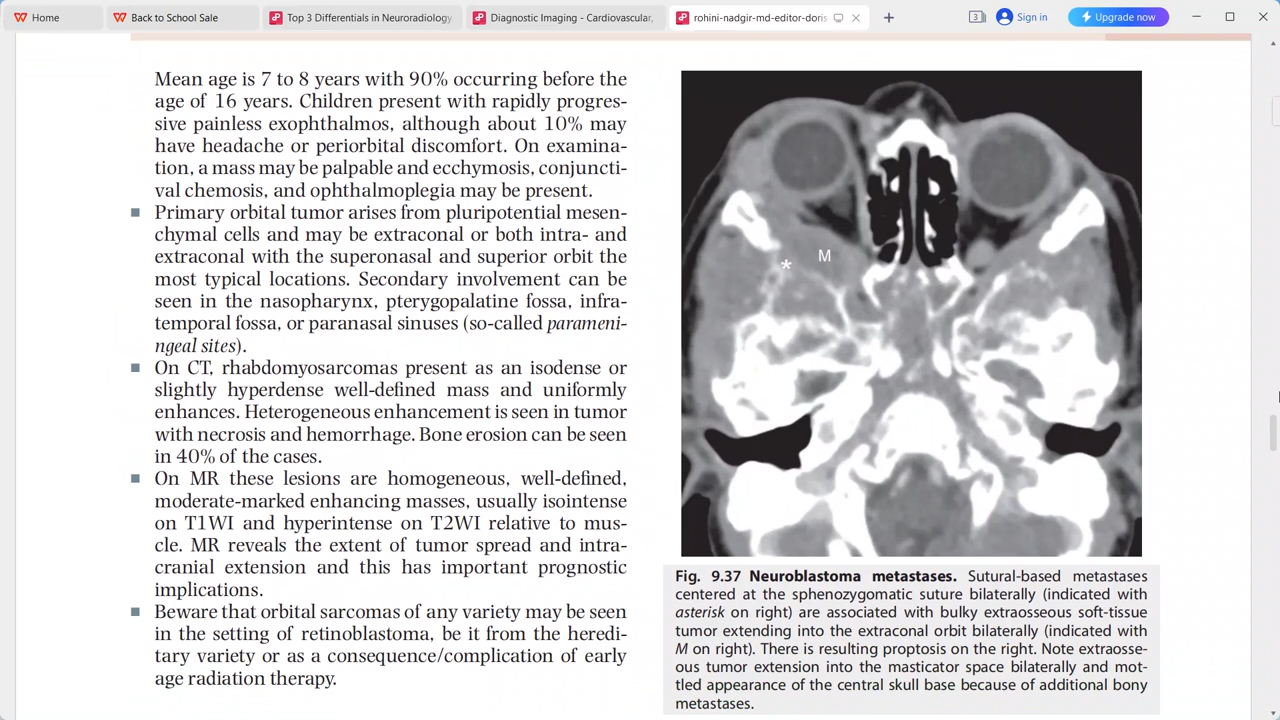 Home
Back to School Sale
Top 3 Differentials in Neuroradiology
Diagnostic Imaging - Cardiovascular,
rohini-nadgir-md-editor-doris
3
Sign in
Upgrade now
Mean age is 7 to 8 years with 90% occurring before the
age of 16 years. Children present with rapidly progres-
sive painless exophthalmos, although about 10% may
have headache or periorbital discomfort. On examina-
tion, a mass may be palpable and ecchymosis, conjuncti-
val chemosis, and ophthalmoplegia may be present.
■ Primary orbital tumor arises from pluripotential mesen-
chymal cells and may be extraconal or both intra- and
extraconal with the superonasal and superior orbit the
most typical locations. Secondary involvement can be
seen in the nasopharynx, pterygopalatine fossa, infra-
temporal fossa, or paranasal sinuses (so-called parameni-
ngeal sites).
■ On CT, rhabdomyosarcomas present as an isodense or
slightly hyperdense well-defined mass and uniformly
enhances. Heterogeneous enhancement is seen in tumor
with necrosis and hemorrhage. Bone erosion can be seen
in 40% of the cases.
■ On MR these lesions are homogeneous, well-defined,
moderate-marked enhancing masses, usually isointense
on T1WI and hyperintense on T2WI relative to mus-
cle. MR reveals the extent of tumor spread and intra-
cranial extension and this has important prognostic
implications.
■ Beware that orbital sarcomas of any variety may be seen
in the setting of retinoblastoma, be it from the heredi-
tary variety or as a consequence/complication of early
age radiation therapy.
* M
Fig. 9.37 Neuroblastoma metastases. Sutural-based metastases
centered at the sphenozygomatic suture bilaterally (indicated with
asterisk on right) are associated with bulky extraosseous soft-tissue
tumor extending into the extraconal orbit bilaterally (indicated with
M on right). There is resulting proptosis on the right. Note extraosse-
ous tumor extension into the masticator space bilaterally and mot-
tled appearance of the central skull base because of additional bony
metastases.